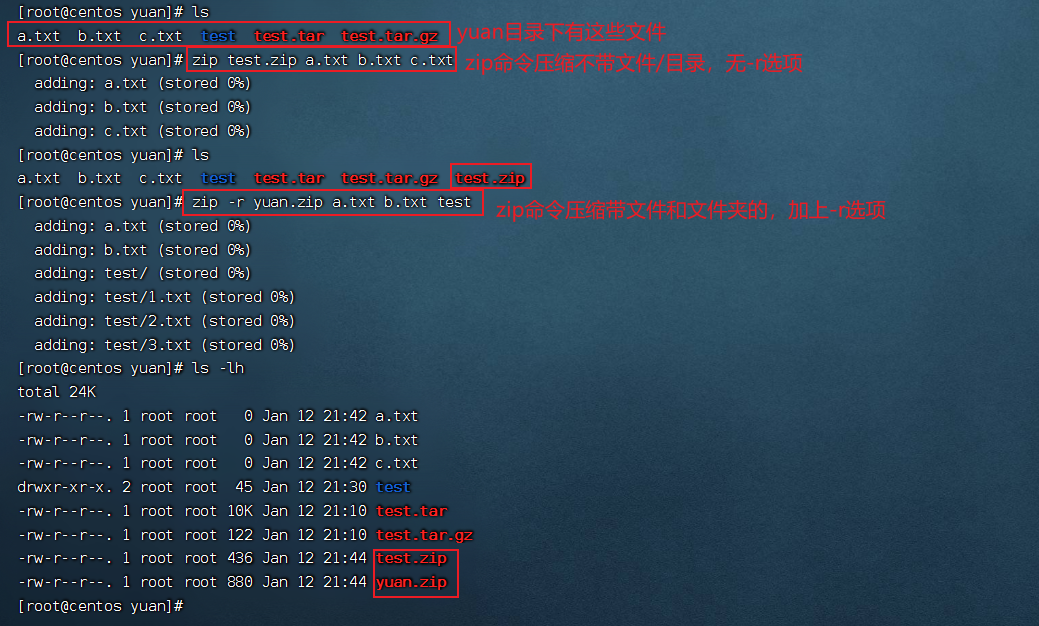 [root@centos yuan]# ls
a.txt  b.txt  c.txt  test  test.tar  test.tar.gz yuan目录下有这些文件
[root@centos yuan]# zip test.zip a.txt b.txt c.txt zip命令压缩不带文件/目录，无-r选项
  adding: a.txt (stored 0%)
  adding: b.txt (stored 0%)
  adding: c.txt (stored 0%)
[root@centos yuan]# ls
a.txt  b.txt  c.txt  test  test.tar  test.tar.gz  test.zip
[root@centos yuan]# zip -r yuan.zip a.txt b.txt test zip命令压缩带文件和文件夹的，加上-r选项
  adding: a.txt (stored 0%)
  adding: b.txt (stored 0%)
  adding: test/ (stored 0%)
  adding: test/1.txt (stored 0%)
  adding: test/2.txt (stored 0%)
  adding: test/3.txt (stored 0%)
[root@centos yuan]# ls -lh
total 24K
-rw-r--r--. 1 root root   0 Jan 12 21:42 a.txt
-rw-r--r--. 1 root root   0 Jan 12 21:42 b.txt
-rw-r--r--. 1 root root   0 Jan 12 21:42 c.txt
drwxr-xr-x. 2 root root  45 Jan 12 21:30 test
-rw-r--r--. 1 root root 10K Jan 12 21:10 test.tar
-rw-r--r--. 1 root root 122 Jan 12 21:10 test.tar.gz
-rw-r--r--. 1 root root 436 Jan 12 21:44 test.zip
-rw-r--r--. 1 root root 880 Jan 12 21:44 yuan.zip
[root@centos yuan]#